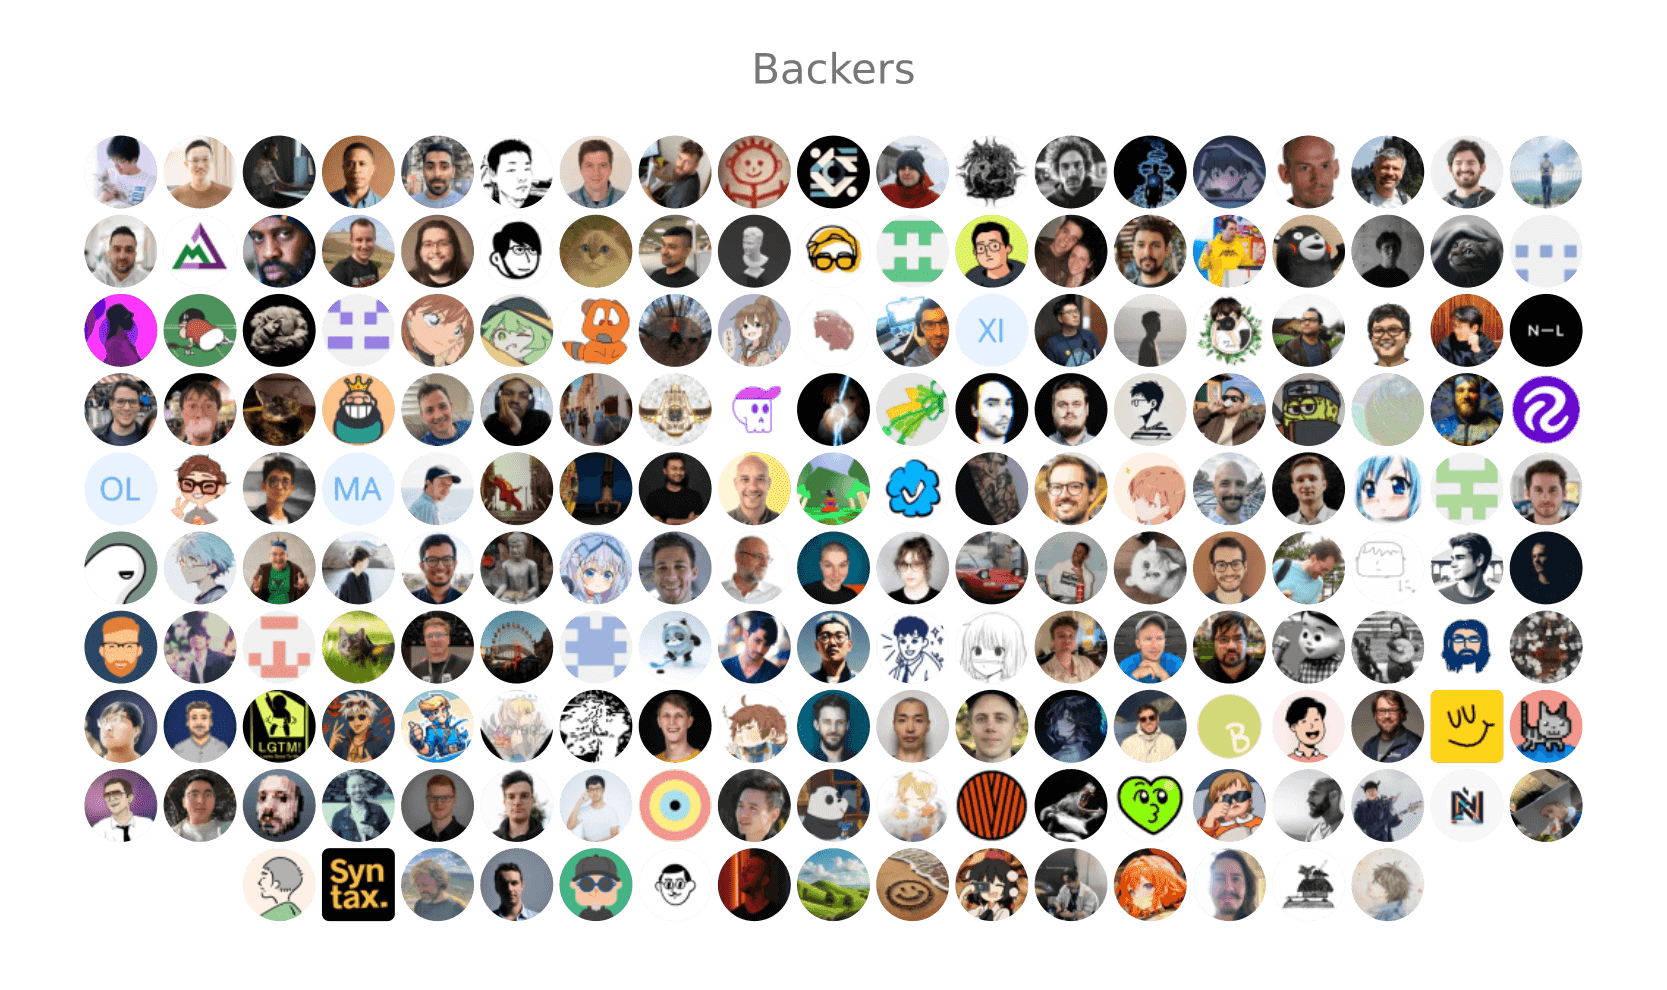 Backers
XI
N—L
OL
MA
LGTM!
B
N
Syn
tax.